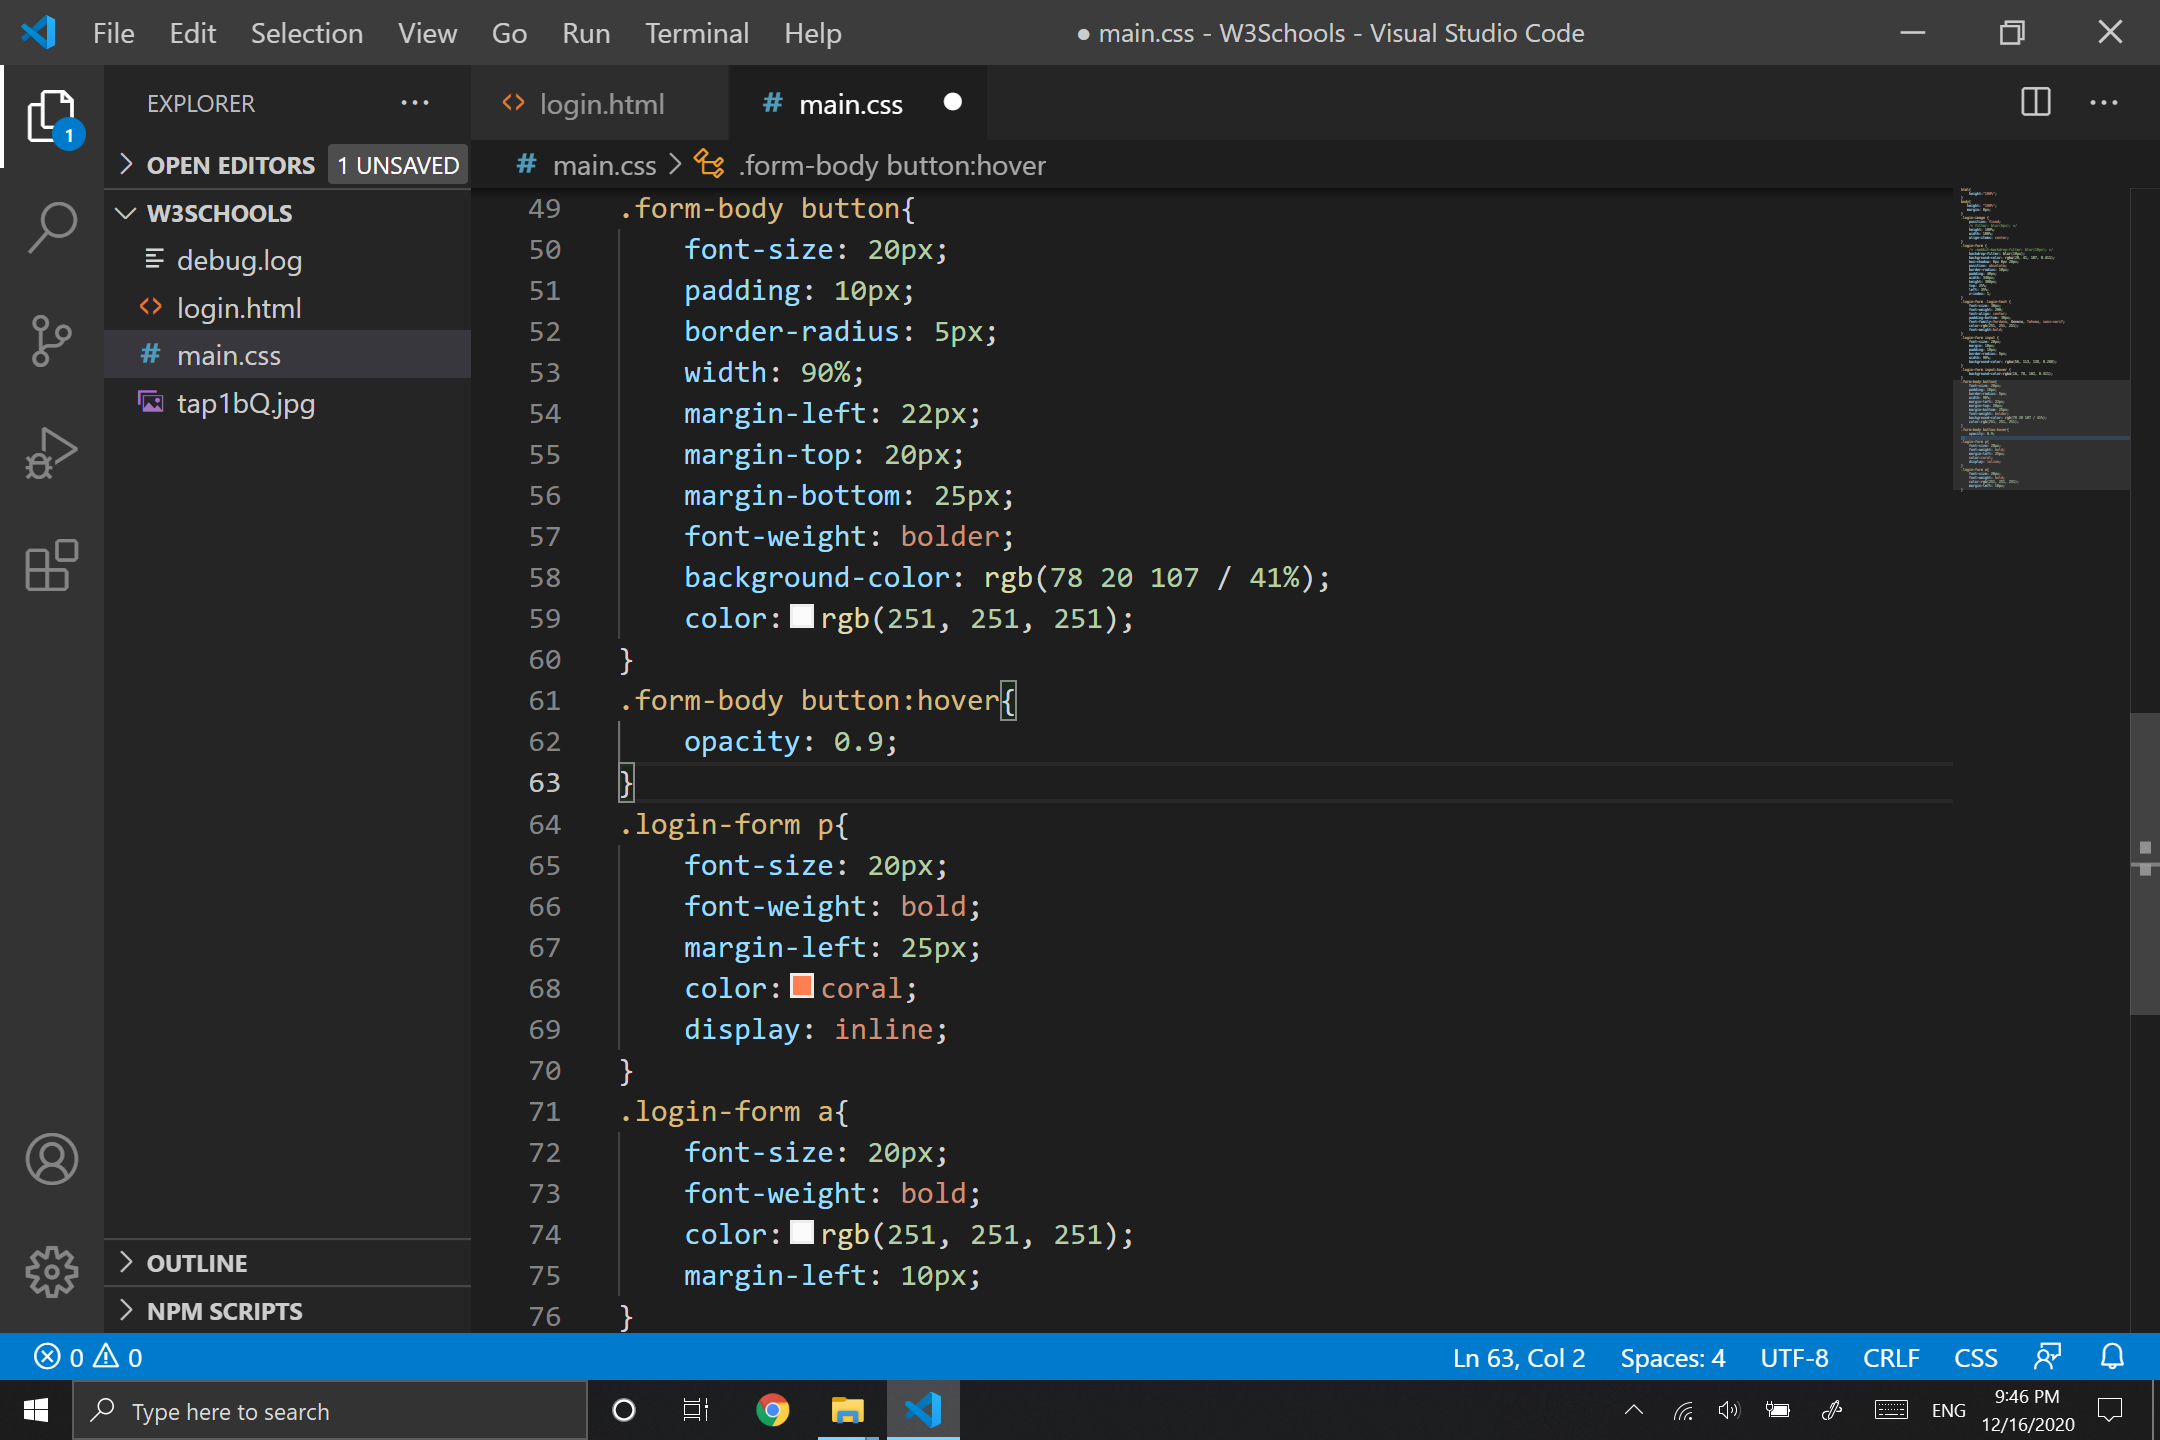 File Edit Selection View Go Run Terminal Help
● main.css - W3Schools - Visual Studio Code
EXPLORER
login.html
main.css
1
OPEN EDITORS 1 UNSAVED
main.css > .form-body button:hover
W3SCHOOLS
debug.log
login.html
main.css
tap1bQ.jpg
49 .form-body button{
50 font-size: 20px;
51 padding: 10px;
52 border-radius: 5px;
53 width: 90%;
54 margin-left: 22px;
55 margin-top: 20px;
56 margin-bottom: 25px;
57 font-weight: bolder;
58 background-color: rgb(78 20 107 / 41%);
59 color: rgb(251, 251, 251);
60 }
61 .form-body button:hover{
62 opacity: 0.9;
63 }
64 .login-form p{
65 font-size: 20px;
66 font-weight: bold;
67 margin-left: 25px;
68 color: coral;
69 display: inline;
70 }
71 .login-form a{
72 font-size: 20px;
73 font-weight: bold;
74 color: rgb(251, 251, 251);
75 margin-left: 10px;
76 }
OUTLINE
NPM SCRIPTS
0 0
Ln 63, Col 2 Spaces: 4 UTF-8 CRLF CSS
Type here to search
ENG
9:46 PM
12/16/2020